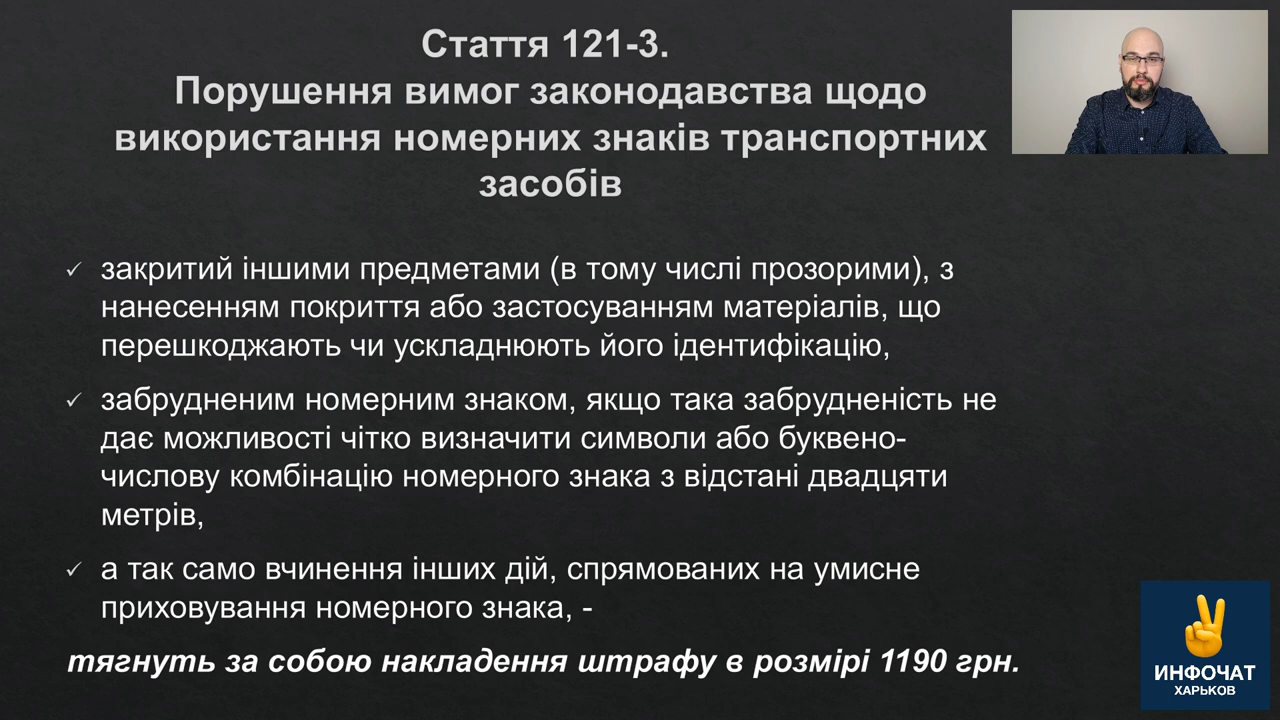 Стаття 121-3.
Порушення вимог законодавства щодо
використання номерних знаків транспортних
засобів
закритий іншими предметами (в тому числі прозорими), з
нанесенням покриття або застосуванням матеріалів, що
перешкоджають чи ускладнюють його ідентифікацію,
забрудненим номерним знаком, якщо така забрудненість не
дає можливості чітко визначити символи або буквено-
числову комбінацію номерного знака з відстані двадцяти
метрів,
а так само вчинення інших дій, спрямованих на умисне
приховування номерного знака, -
тягнуть за собою накладення штрафу в розмірі 1190 грн.
ИНФОЧАТ
ХАРЬКОВ